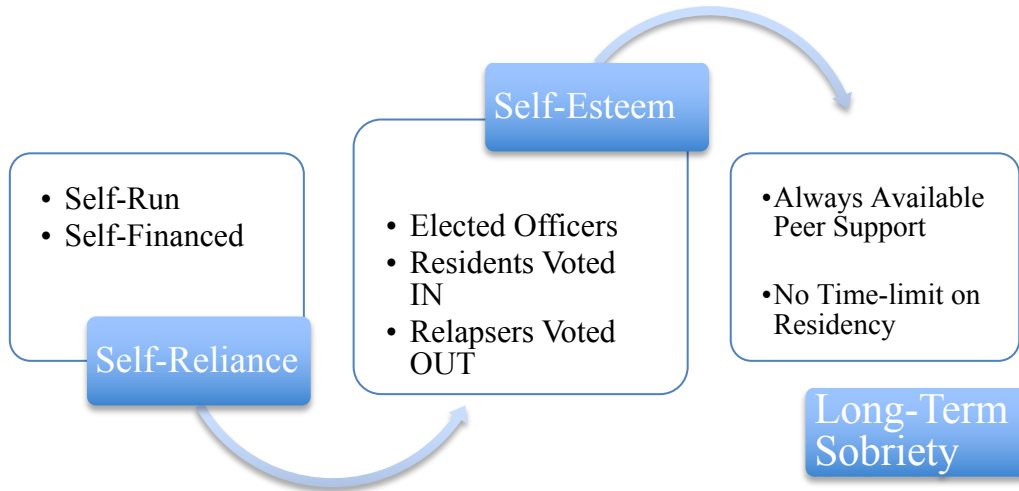 • Self-Run
• Self-Financed
Self-Reliance
Self-Esteem
• Elected Officers
• Residents Voted
IN
• Relapsers Voted
OUT
•Always Available
Peer Support
•No Time-limit on
Residency
Long-Term
Sobriety